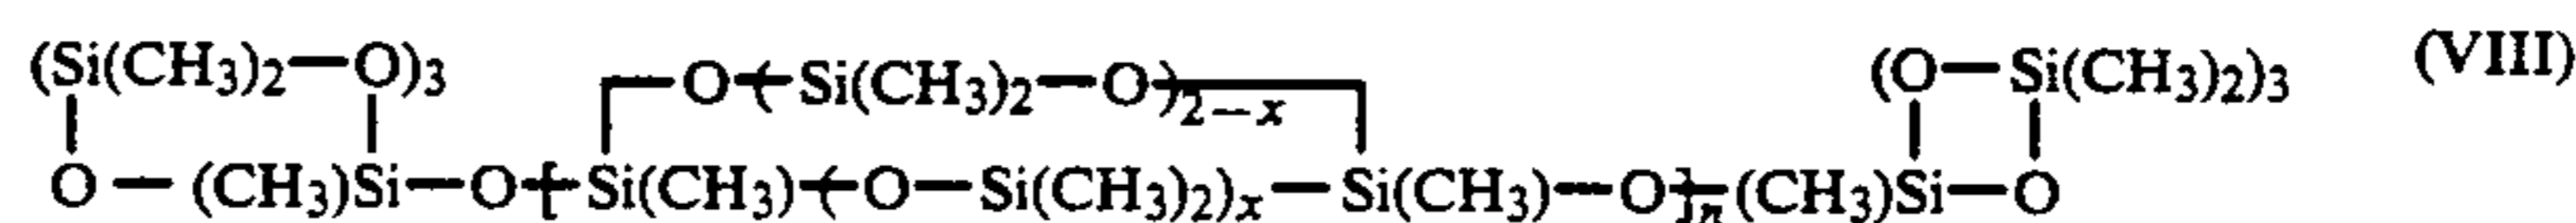 (Si(CH3)2—O)3 (O—Si(CH3)2)3 (VIII)
O—(Si(CH3)2—O)2−x
O—(CH3)Si—O—[Si(CH3)—(O—Si(CH3)2)x—Si(CH3)—O]n—(CH3)Si—O